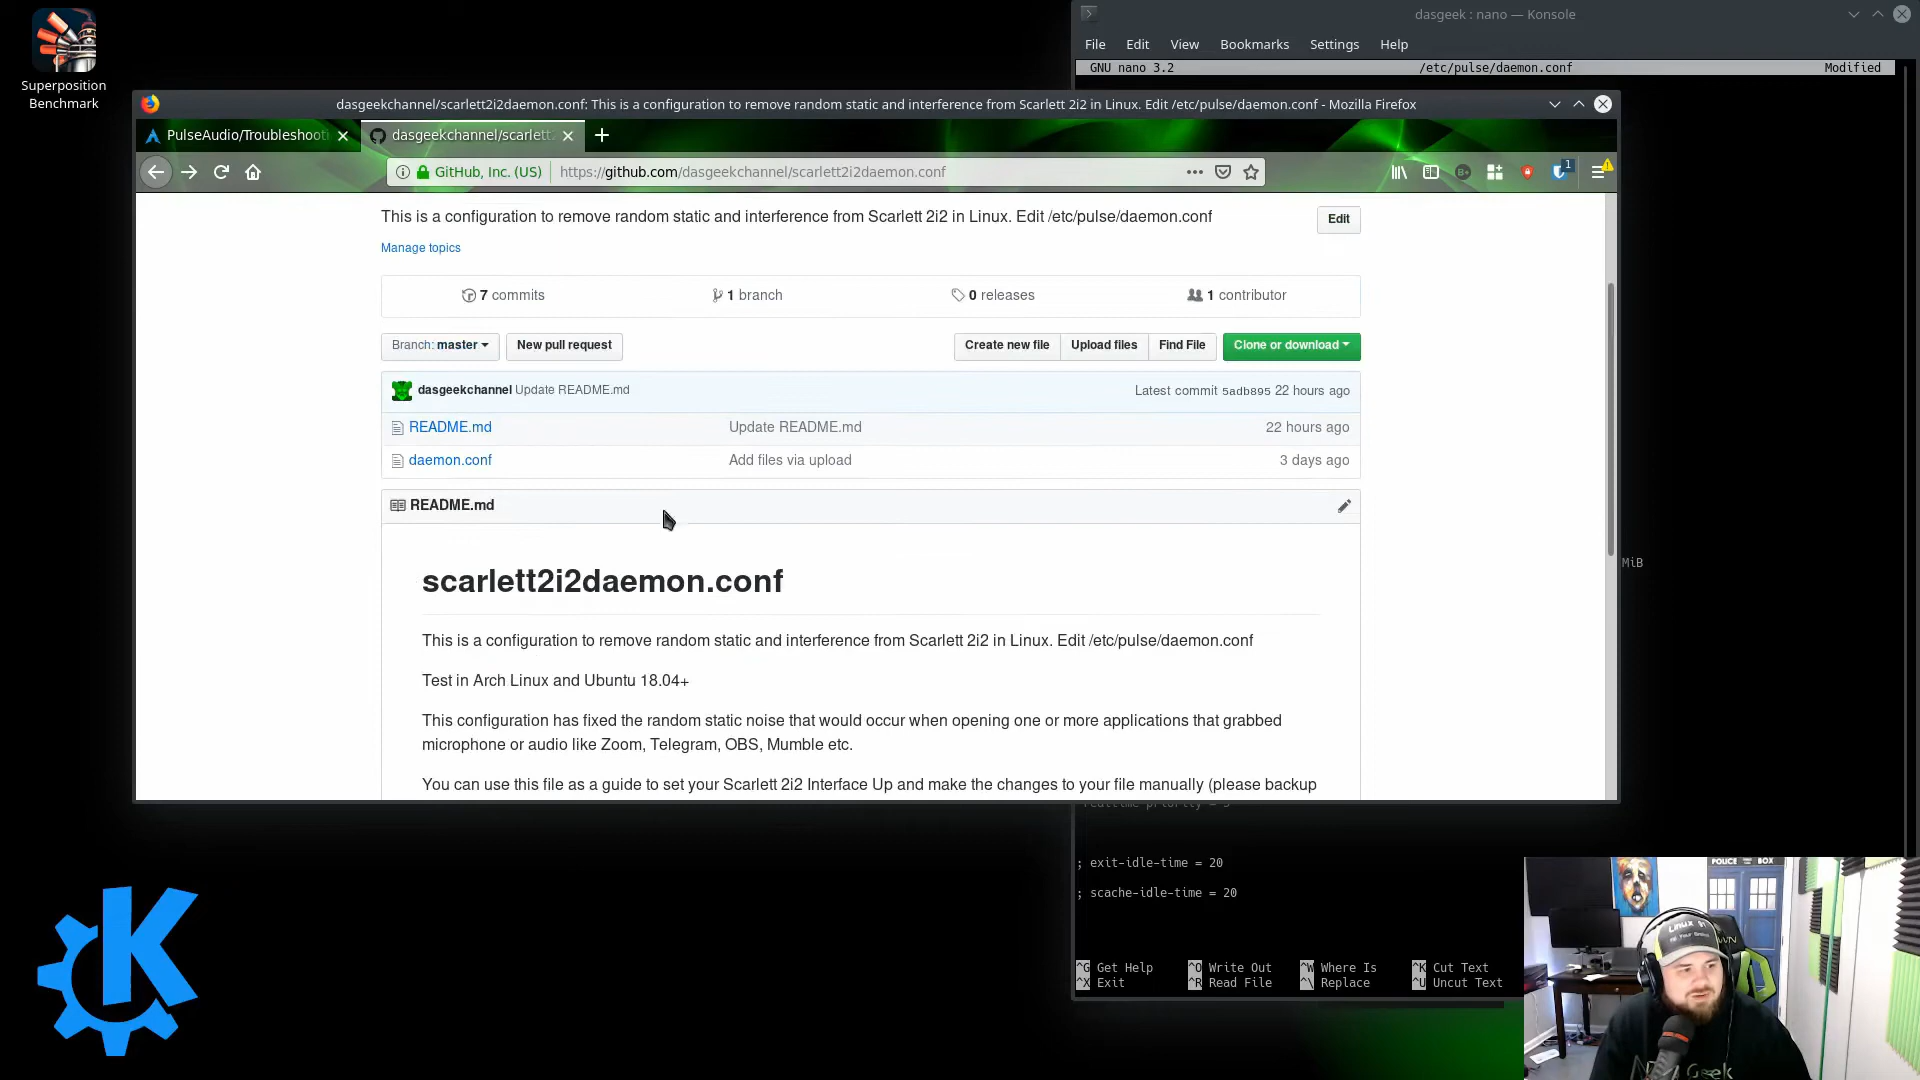 Superposition
Benchmark
dasgeek : nano — Konsole
File Edit View Bookmarks Settings Help
GNU nano 3.2 /etc/pulse/daemon.conf Modified
dasgeekchannel/scarlett2i2daemon.conf: This is a configuration to remove random static and interference from Scarlett 2i2 in Linux. Edit /etc/pulse/daemon.conf - Mozilla Firefox
PulseAudio/Troubleshooti
dasgeekchannel/scarlett2
GitHub, Inc. (US) https://github.com/dasgeekchannel/scarlett2i2daemon.conf
1
This is a configuration to remove random static and interference from Scarlett 2i2 in Linux. Edit /etc/pulse/daemon.conf
Edit
Manage topics
7 commits 1 branch 0 releases 1 contributor
Branch: master New pull request Create new file Upload files Find File Clone or download
dasgeekchannel Update README.md Latest commit 5adb895 22 hours ago
README.md Update README.md 22 hours ago
daemon.conf Add files via upload 3 days ago
README.md
MiB
scarlett2i2daemon.conf
This is a configuration to remove random static and interference from Scarlett 2i2 in Linux. Edit /etc/pulse/daemon.conf
Test in Arch Linux and Ubuntu 18.04+
This configuration has fixed the random static noise that would occur when opening one or more applications that grabbed
microphone or audio like Zoom, Telegram, OBS, Mumble etc.
You can use this file as a guide to set your Scarlett 2i2 Interface Up and make the changes to your file manually (please backup
; exit-idle-time = 20
; scache-idle-time = 20
^G Get Help ^O Write Out ^W Where Is ^K Cut Text
^X Exit ^R Read File ^\ Replace ^U Uncut Text
POLICE BOX
Linux